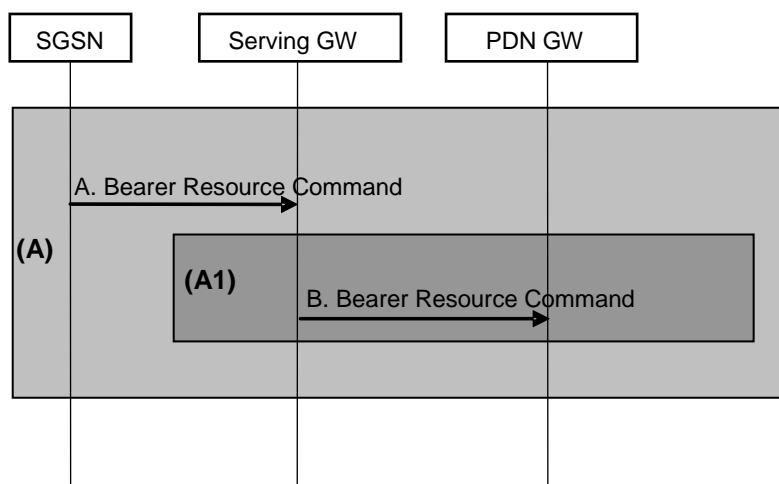 SGSN
Serving GW
PDN GW
A. Bearer Resource Command
(A)
(A1)
B. Bearer Resource Command